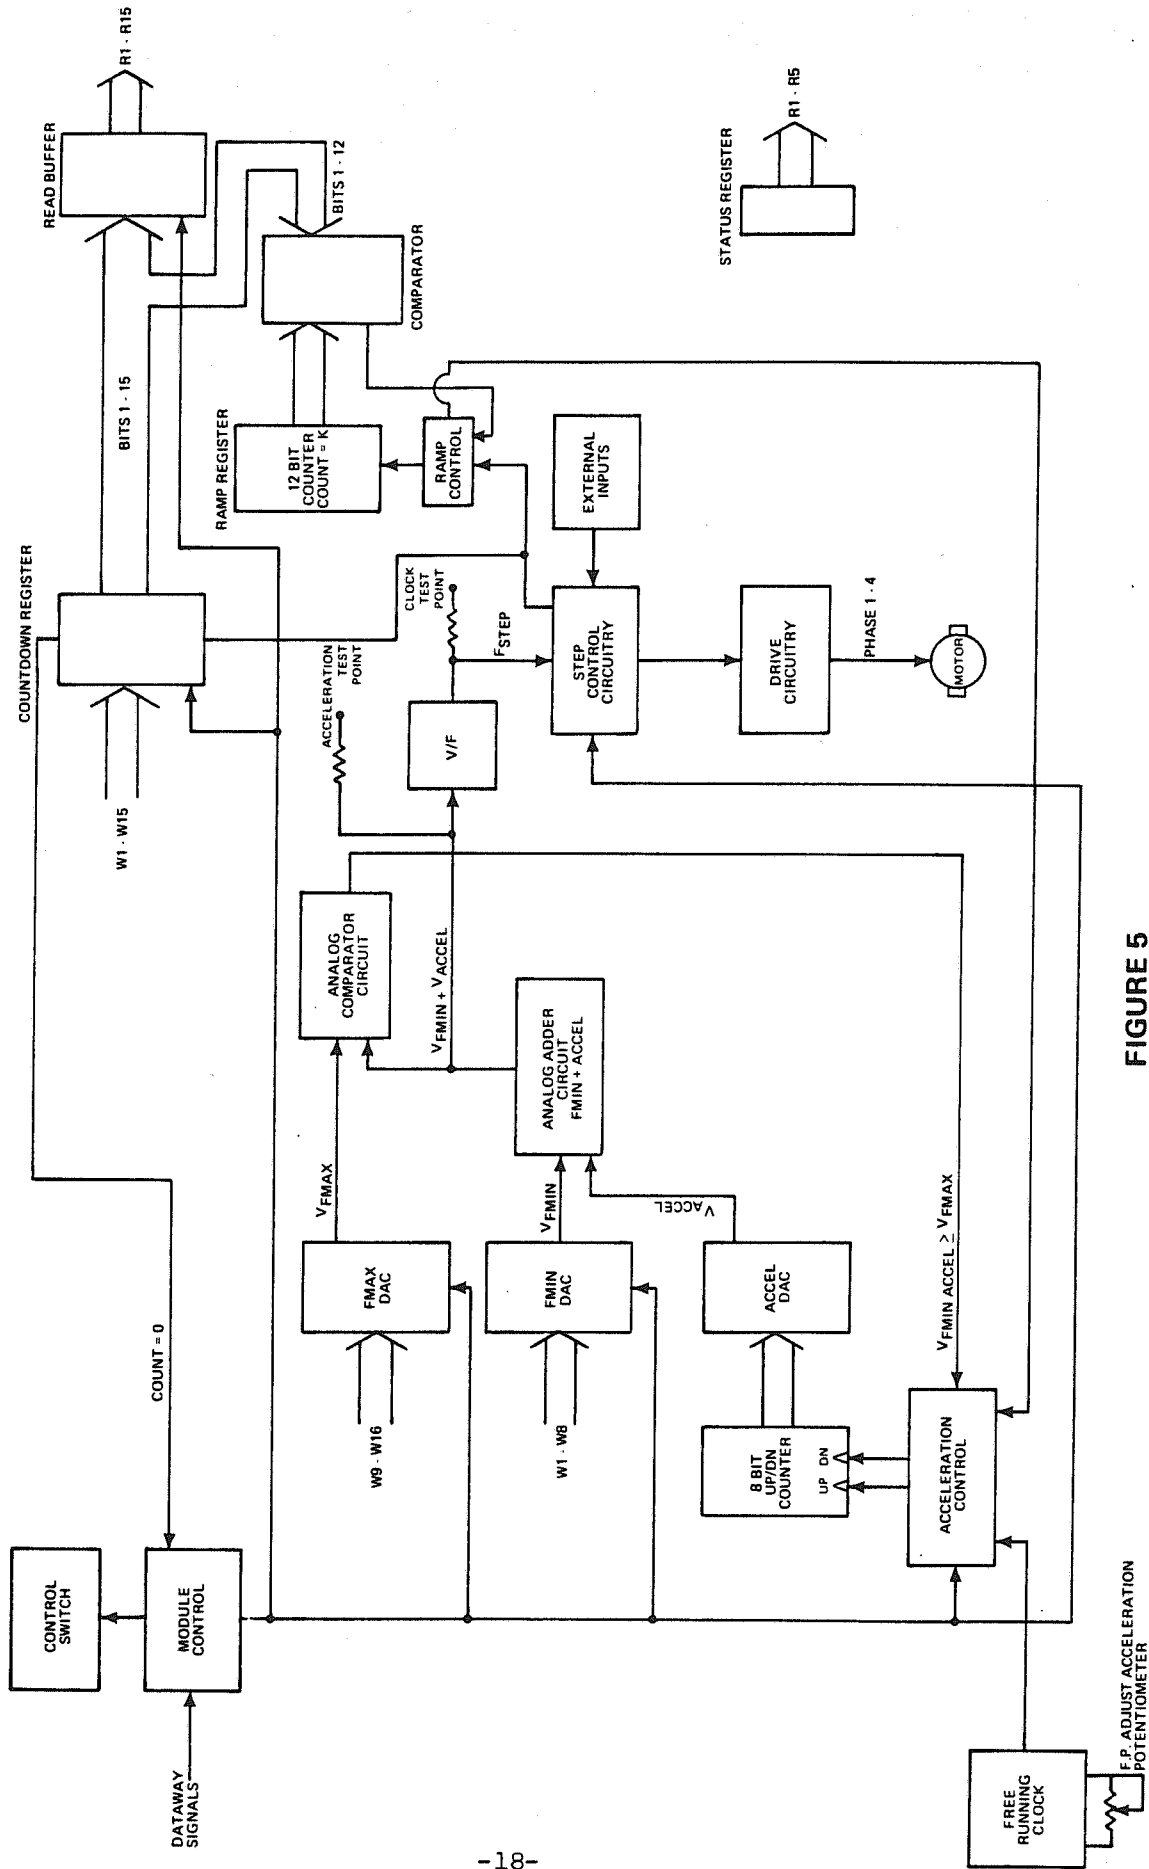 CONTROL
SWITCH
DATAWAY
SIGNALS
MODULE
CONTROL
COUNT = 0
COUNTDOWN REGISTER
W1 - W15
BITS 1 - 15
READ BUFFER
R1 - R15
BITS 1 - 12
COMPARATOR
RAMP REGISTER
12 BIT
COUNTER
COUNT = K
RAMP
CONTROL
ACCELERATION
TEST
POINT
CLOCK
TEST
POINT
W9 - W16
FMAX
DAC
VFMAX
ANALOG
COMPARATOR
CIRCUIT
VFMIN + VACCEL
V/F
FSTEP
W1 - W8
FMIN
DAC
VFMIN
ANALOG ADDER
CIRCUIT
FMIN + ACCEL
STEP
CONTROL
CIRCUITRY
EXTERNAL
INPUTS
8 BIT
UP/DN
COUNTER
UP DN
ACCEL
DAC
VACCEL
DRIVE
CIRCUITRY
PHASE 1 - 4
MOTOR
STATUS REGISTER
R1 - R5
ACCELERATION
CONTROL
VFMIN ACCEL ≥ VFMAX
FREE
RUNNING
CLOCK
F.P. ADJUST ACCELERATION
POTENTIOMETER
FIGURE 5
-18-